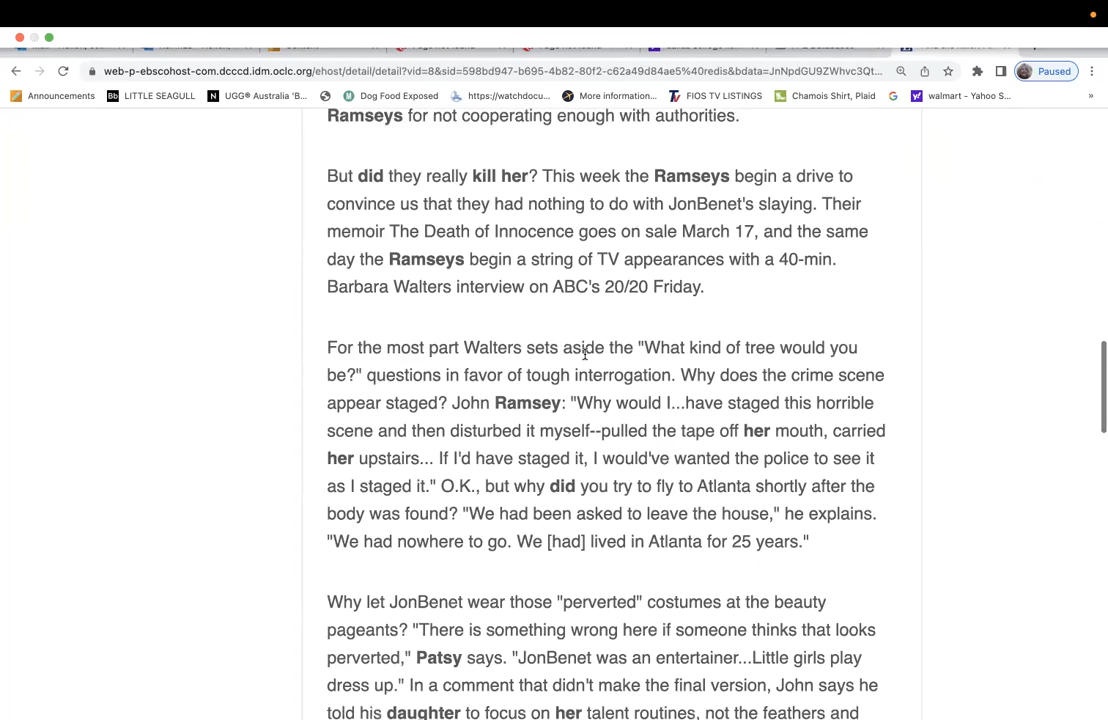 web-p-ebscohost-com.dcccd.idm.oclc.org/ehost/detail/detail?vid=8&sid=598bd947-b695-4b82-80f2-c62a49d84ae5%40redis&bdata=JnNpdGU9ZWhvc3Qt...
Paused
Announcements
Bb LITTLE SEAGULL
N UGG® Australia 'B...
Dog Food Exposed
https://watchdocu...
More information...
FIOS TV LISTINGS
Chamois Shirt, Plaid
G
walmart - Yahoo S...
»
Ramseys for not cooperating enough with authorities.
But did they really kill her? This week the Ramseys begin a drive to
convince us that they had nothing to do with JonBenet's slaying. Their
memoir The Death of Innocence goes on sale March 17, and the same
day the Ramseys begin a string of TV appearances with a 40-min.
Barbara Walters interview on ABC's 20/20 Friday.
For the most part Walters sets aside the "What kind of tree would you
be?" questions in favor of tough interrogation. Why does the crime scene
appear staged? John Ramsey: "Why would I...have staged this horrible
scene and then disturbed it myself--pulled the tape off her mouth, carried
her upstairs... If I'd have staged it, I would've wanted the police to see it
as I staged it." O.K., but why did you try to fly to Atlanta shortly after the
body was found? "We had been asked to leave the house," he explains.
"We had nowhere to go. We [had] lived in Atlanta for 25 years."
Why let JonBenet wear those "perverted" costumes at the beauty
pageants? "There is something wrong here if someone thinks that looks
perverted," Patsy says. "JonBenet was an entertainer...Little girls play
dress up." In a comment that didn't make the final version, John says he
told his daughter to focus on her talent routines, not the feathers and